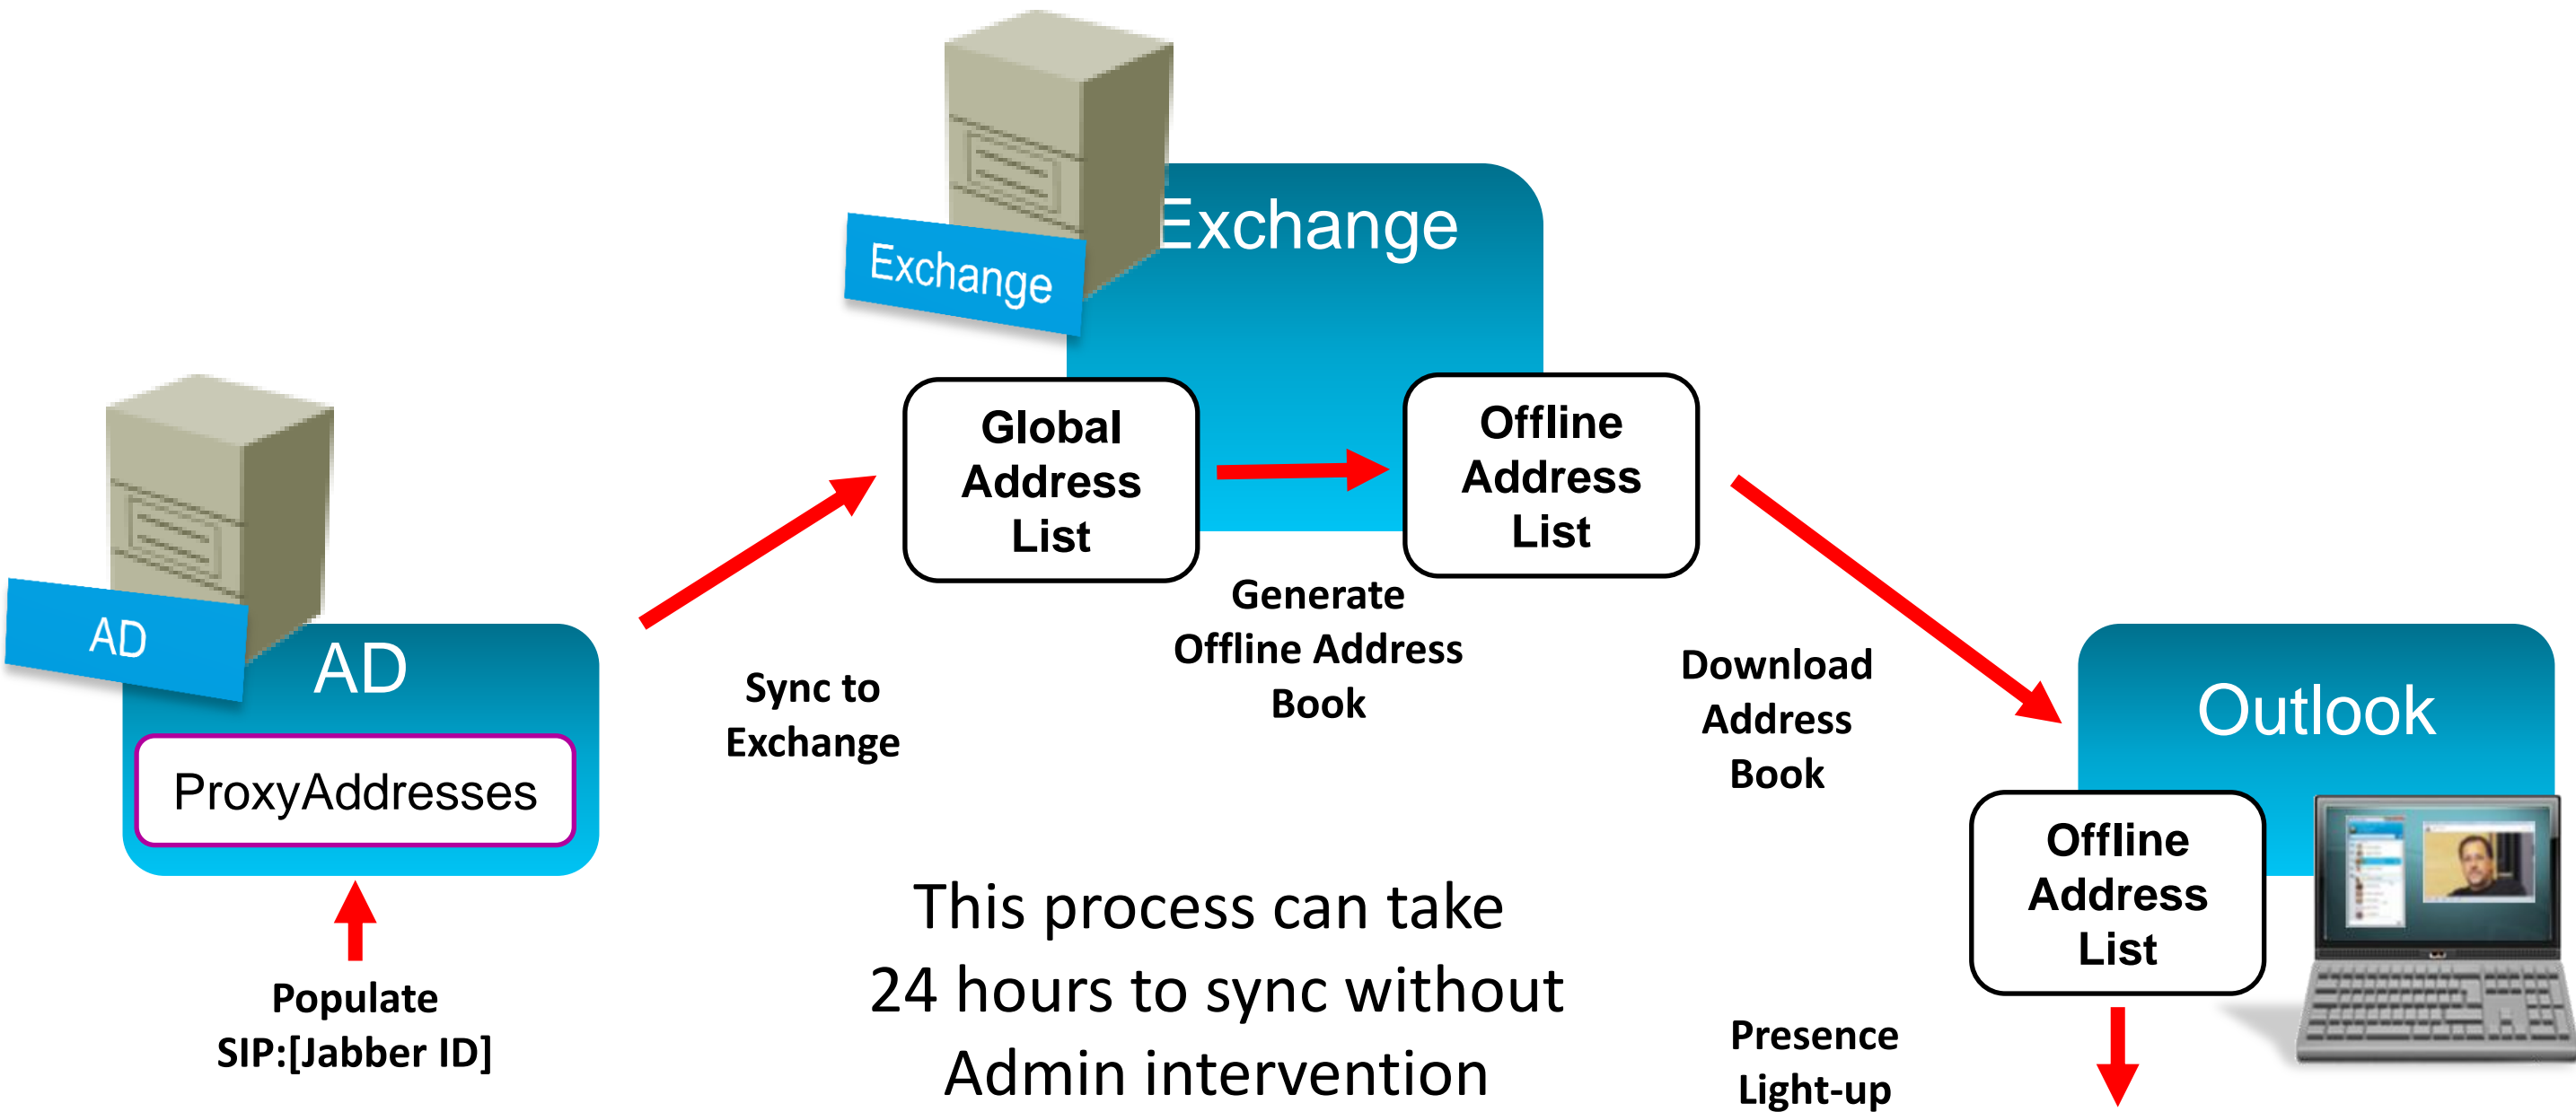 Exchange
Exchange
Global
Address
List
Offline
Address
List
Generate
Offline Address
Book
AD
AD
ProxyAddresses
Populate
SIP:[Jabber ID]
Sync to
Exchange
Download
Address
Book
Outlook
Offline
Address
List
Presence
Light-up
This process can take
24 hours to sync without
Admin intervention